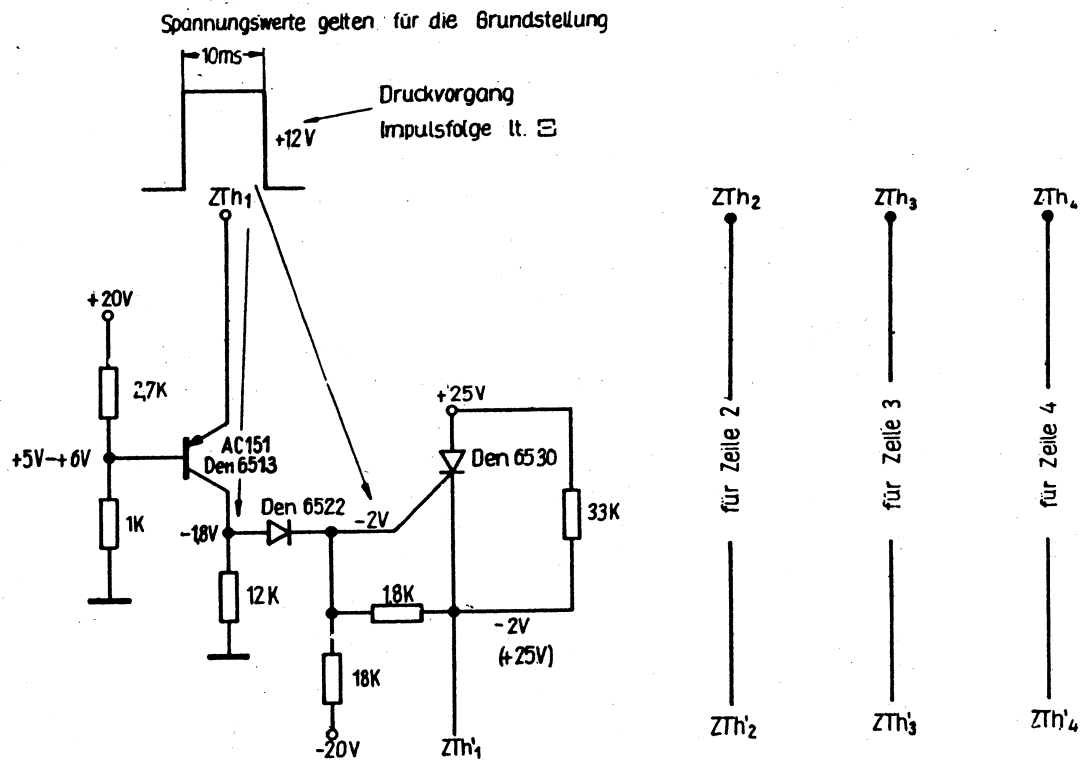 Spannungswerte gelten für die Grundstellung
10ms
Druckvorgang
Impulsfolge lt.
+12V
ZTh₁
ZTh₂
ZTh₃
ZTh₄
+20V
2,7K
+5V-+6V
AC151
Den 6513
1K
-1,8V
Den 6522
-2V
+25V
Den 6530
33K
12K
1,8K
-2V
(+25V)
18K
-20V
ZTh'₁
für Zeile 2
für Zeile 3
für Zeile 4
ZTh'₂
ZTh'₃
ZTh'₄